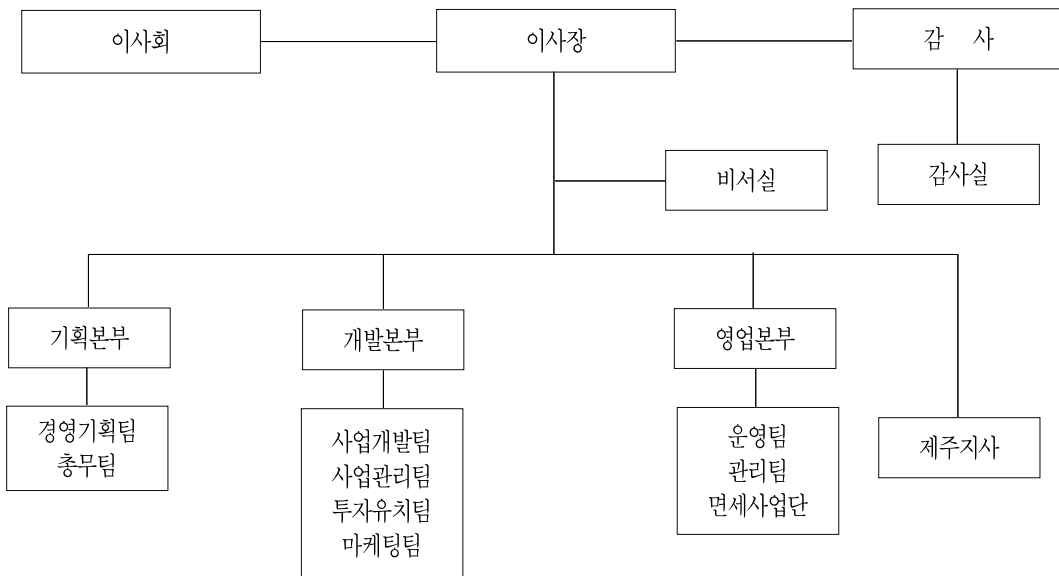 이사회
이사장
감 사
비서실
감사실
기획본부
개발본부
영업본부
경영기획팀
총무팀
사업개발팀
사업관리팀
투자유치팀
마케팅팀
운영팀
관리팀
면세사업단
제주지사